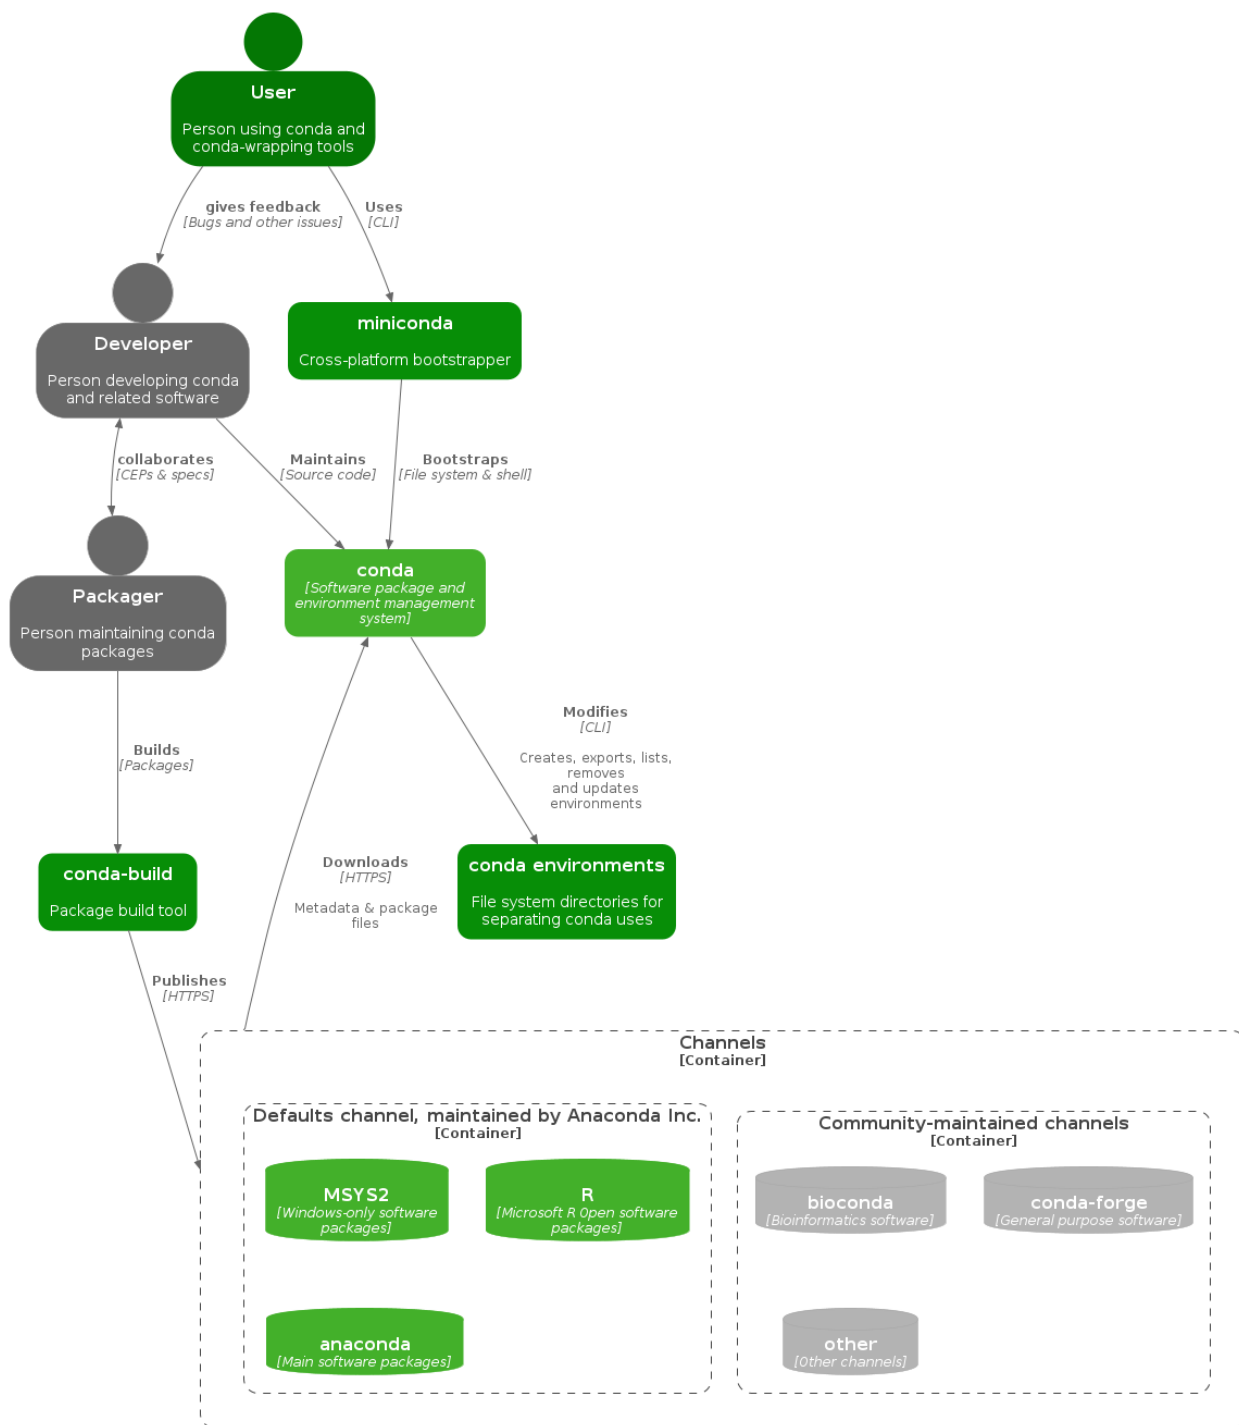 User
Person using conda and
conda-wrapping tools
gives feedback
[Bugs and other issues]
Uses
[CLI]
Developer
Person developing conda
and related software
miniconda
Cross-platform bootstrapper
collaborates
[CEPs & specs]
Maintains
[Source code]
Bootstraps
[File system & shell]
Packager
Person maintaining conda
packages
conda
[Software package and
environment management
system]
Builds
[Packages]
Modifies
[CLI]
Creates, exports, lists,
removes
and updates
environments
conda-build
Package build tool
Downloads
[HTTPS]
Metadata & package
files
conda environments
File system directories for
separating conda uses
Publishes
[HTTPS]
Channels
[Container]
Defaults channel, maintained by Anaconda Inc.
[Container]
MSYS2
[Windows-only software
packages]
R
[Microsoft R Open software
packages]
anaconda
[Main software packages]
Community-maintained channels
[Container]
bioconda
[Bioinformatics software]
conda-forge
[General purpose software]
other
[Other channels]